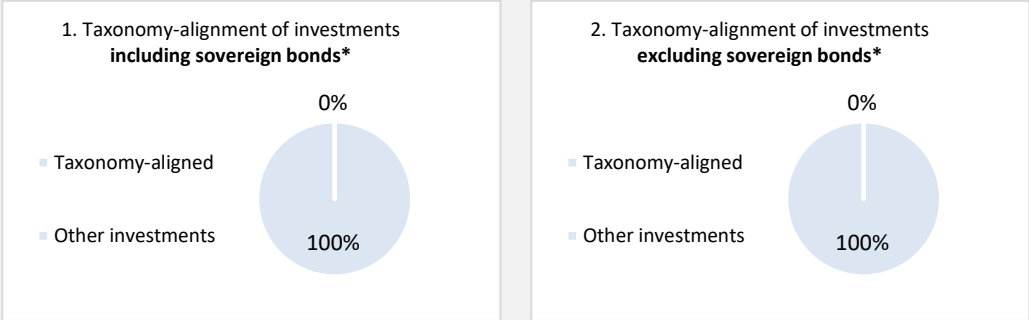 1. Taxonomy-alignment of investments
including sovereign bonds*
0%
Taxonomy-aligned
Other investments
100%
2. Taxonomy-alignment of investments
excluding sovereign bonds*
0%
Taxonomy-aligned
Other investments
100%